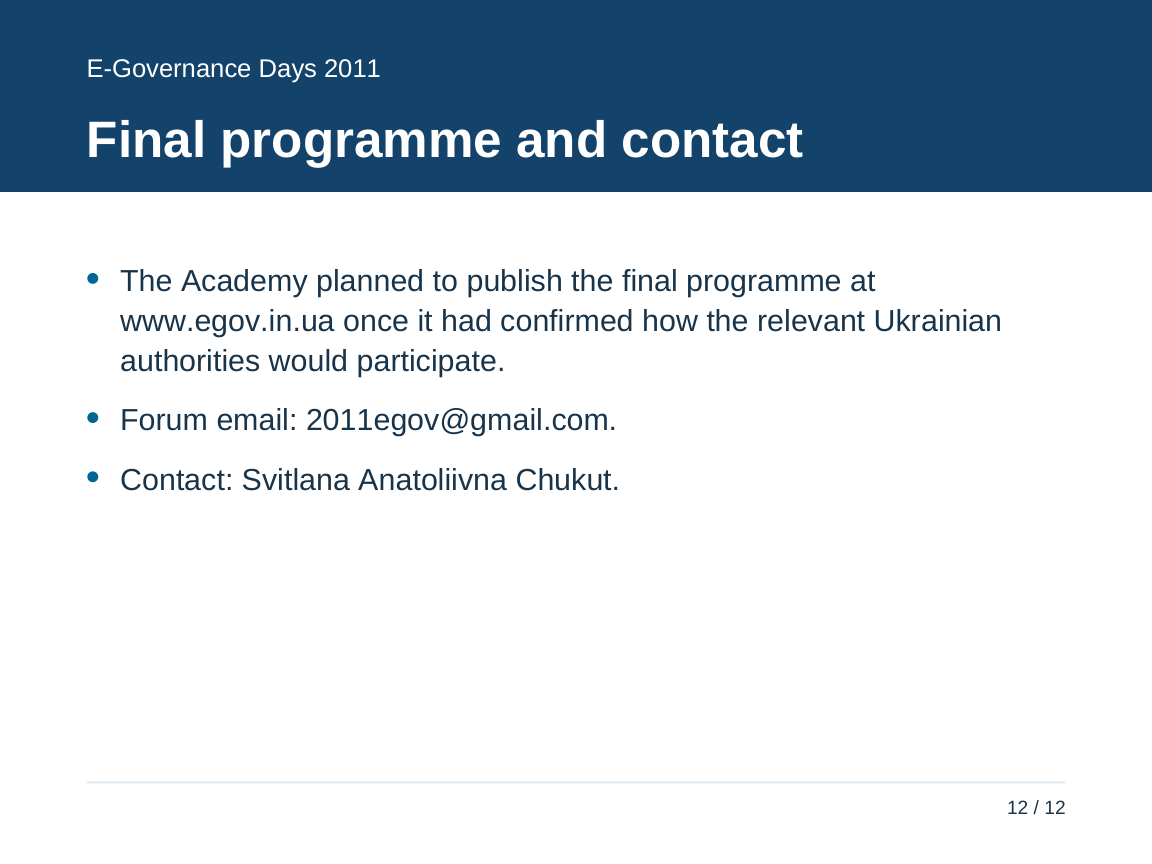 E-Governance Days 2011
Final programme and contact
• The Academy planned to publish the final programme at
www.egov.in.ua once it had confirmed how the relevant Ukrainian
authorities would participate.
• Forum email: 2011egov@gmail.com.
• Contact: Svitlana Anatoliivna Chukut.
12 / 12